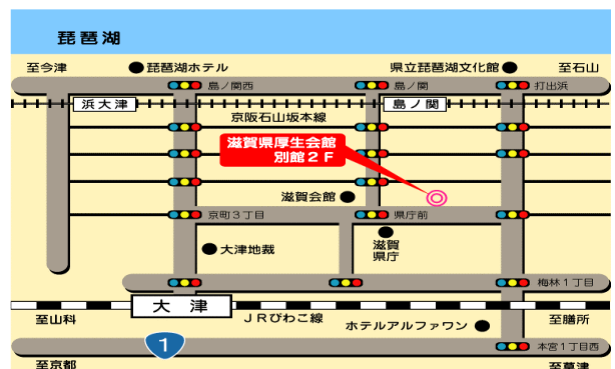 琵琶湖
至今津
琵琶湖ホテル
県立琵琶湖文化館
至石山
島ノ関西
島ノ関
打出浜
浜大津
島ノ関
京阪石山坂本線
滋賀県厚生会館
別館2F
滋賀会館
京町3丁目
県庁前
大津地裁
滋賀
県庁
梅林1丁目
大津
至山科
JRびわこ線
ホテルアルファワン
至膳所
1
本宮1丁目西
至京都
至草津